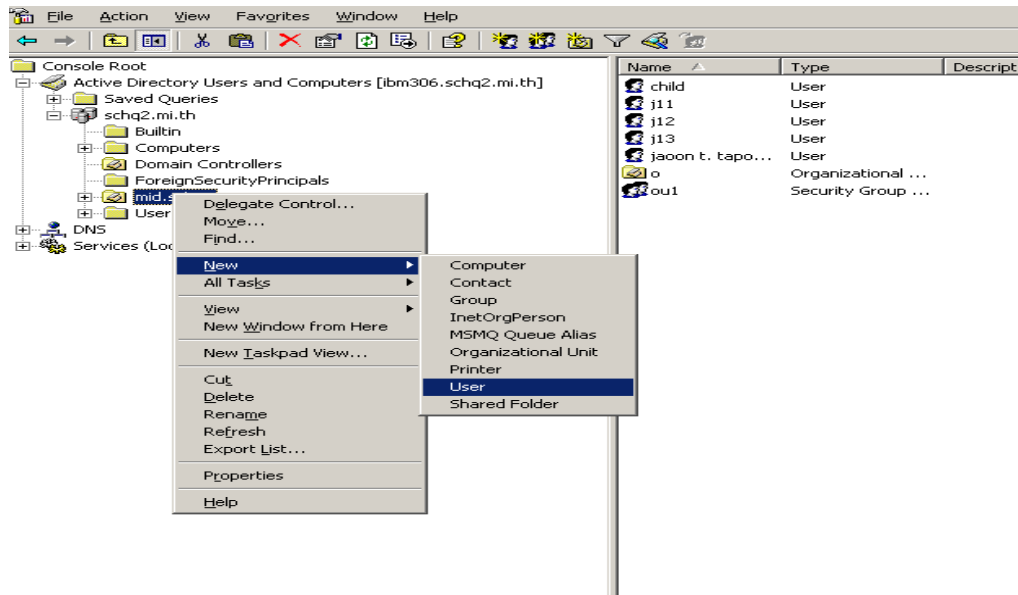 File Action View Favorites Window Help
Console Root
Active Directory Users and Computers [ibm306.schq2.mi.th]
Saved Queries
schq2.mi.th
Builtin
Computers
Domain Controllers
ForeignSecurityPrincipals
User
DNS
Services (Loc
Delegate Control...
Move...
Find...
New
All Tasks
View
New Window from Here
New Taskpad View...
Cut
Delete
Rename
Refresh
Export List...
Properties
Help
Computer
Contact
Group
InetOrgPerson
MSMQ Queue Alias
Organizational Unit
Printer
User
Shared Folder
Name Type Descript
child User
j11 User
j12 User
j13 User
jaoon t. tapo... User
o Organizational ...
ou1 Security Group ...